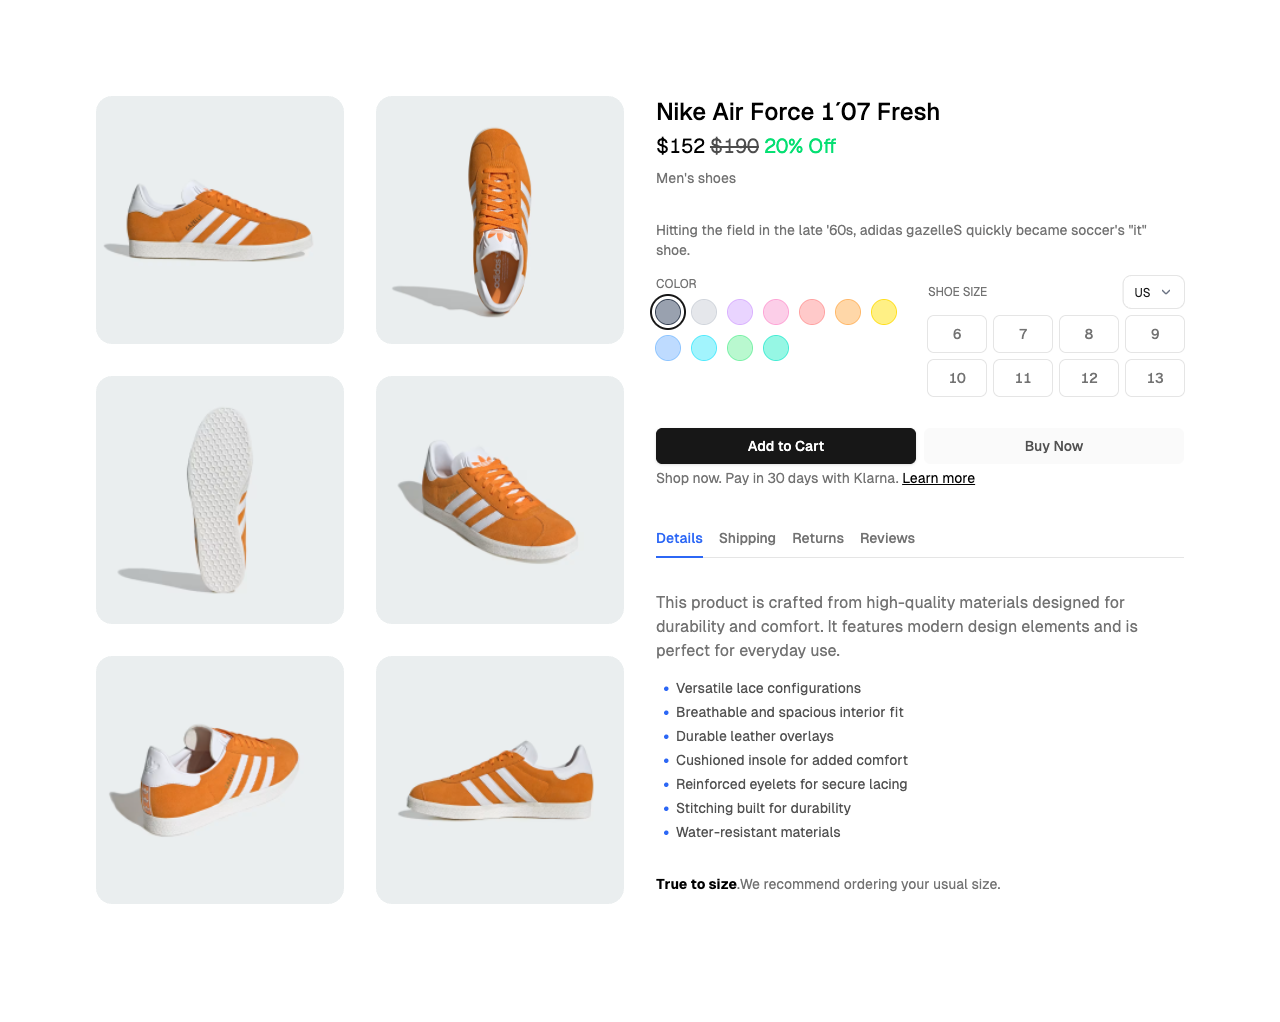 Nike Air Force 1´07 Fresh
$152 $190 20% Off
Men's shoes
Hitting the field in the late '60s, adidas gazelleS quickly became soccer's "it"
shoe.
COLOR
SHOE SIZE
US
6 7 8 9
10 11 12 13
Add to Cart
Buy Now
Shop now. Pay in 30 days with Klarna. Learn more
Details Shipping Returns Reviews
This product is crafted from high-quality materials designed for
durability and comfort. It features modern design elements and is
perfect for everyday use.
• Versatile lace configurations
• Breathable and spacious interior fit
• Durable leather overlays
• Cushioned insole for added comfort
• Reinforced eyelets for secure lacing
• Stitching built for durability
• Water-resistant materials
True to size.We recommend ordering your usual size.
adidas